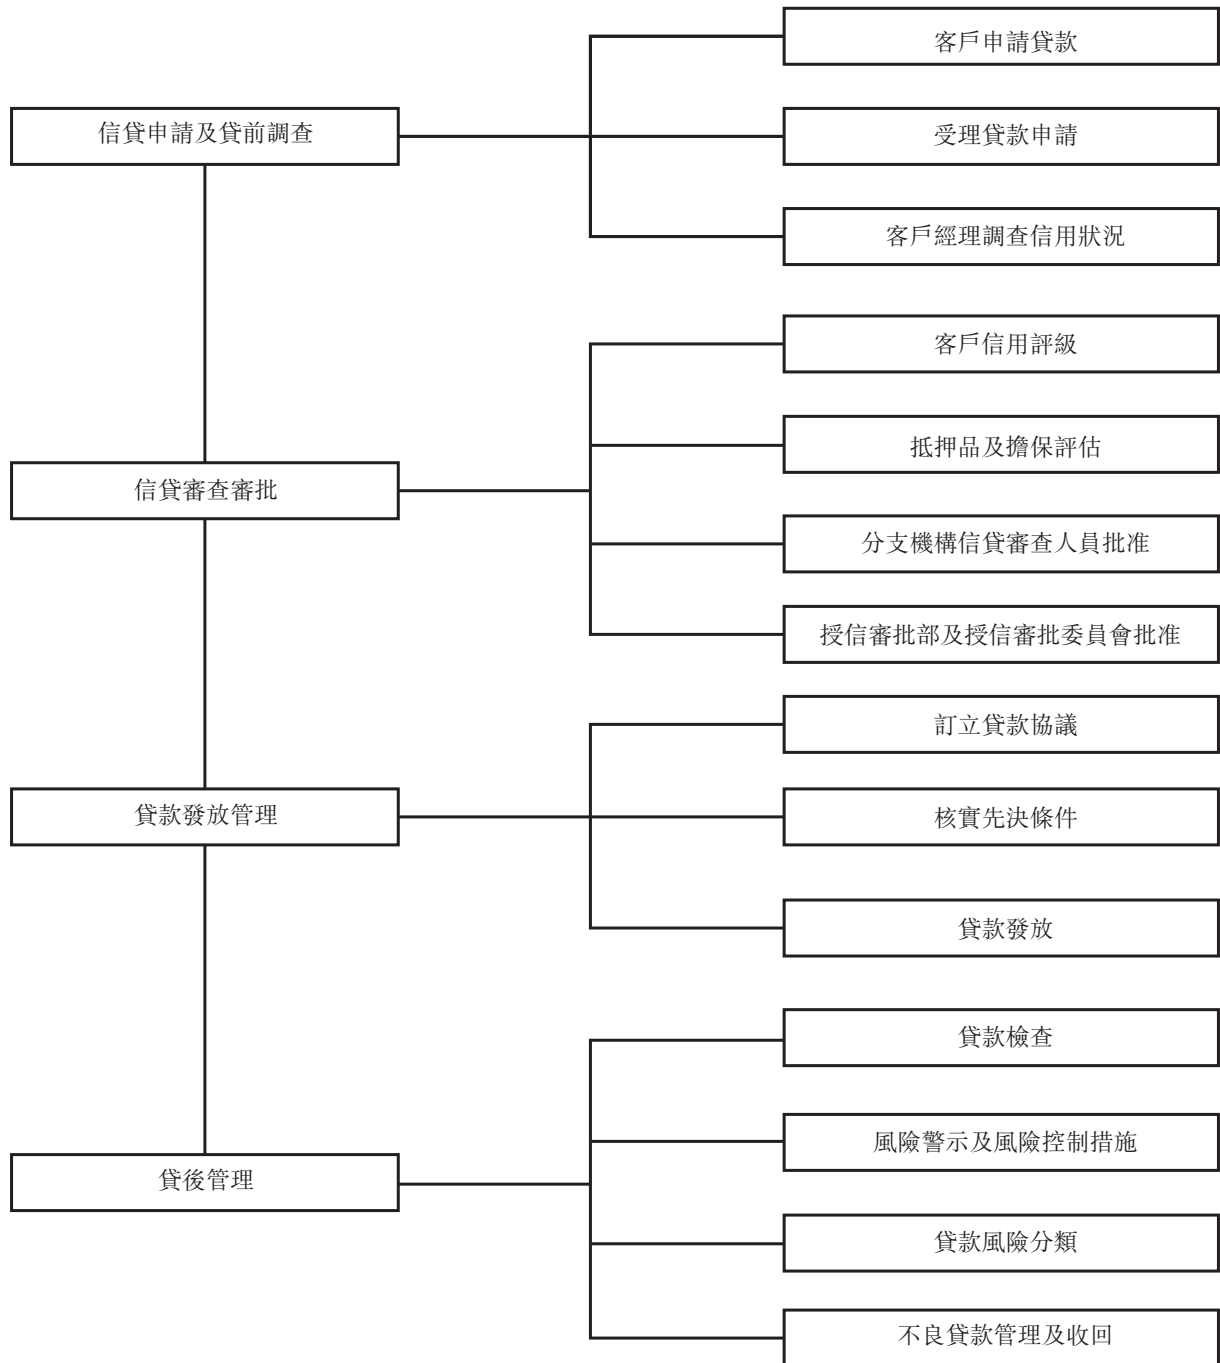 信貸申請及貸前調查
客戶申請貸款
受理貸款申請
客戶經理調查信用狀況
信貸審查審批
客戶信用評級
抵押品及擔保評估
分支機構信貸審查人員批准
授信審批部及授信審批委員會批准
貸款發放管理
訂立貸款協議
核實先決條件
貸款發放
貸後管理
貸款檢查
風險警示及風險控制措施
貸款風險分類
不良貸款管理及收回